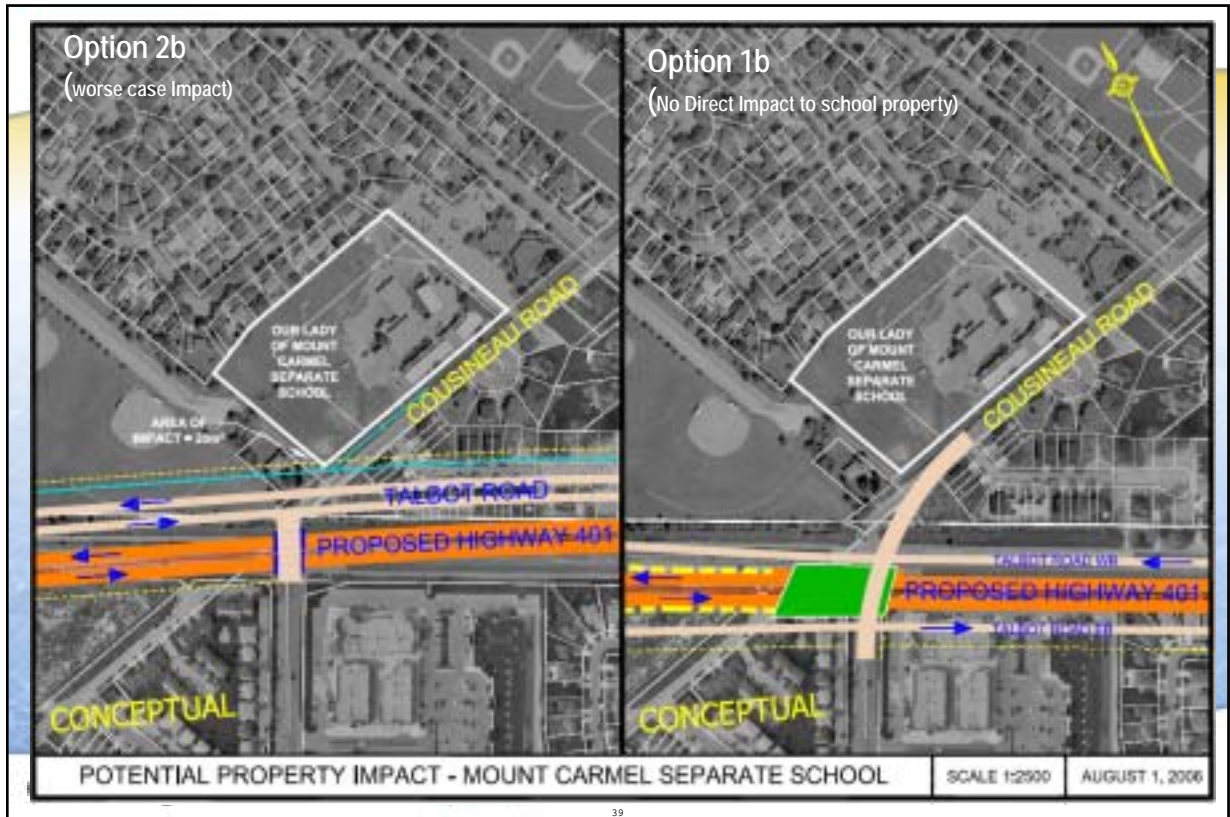 Option 2b
(worse case Impact)
OUR LADY
OF MOUNT
CARMEL
SEPARATE
SCHOOL
COUSINEAU ROAD
AREA OF
IMPACT =
TALBOT ROAD
PROPOSED HIGHWAY 401
CONCEPTUAL
Option 1b
(No Direct Impact to school property)
OUR LADY
OF MOUNT
CARMEL
SEPARATE
SCHOOL
COUSINEAU ROAD
TALBOT ROAD WB
PROPOSED HIGHWAY 401
TALBOT ROAD EB
CONCEPTUAL
POTENTIAL PROPERTY IMPACT - MOUNT CARMEL SEPARATE SCHOOL
SCALE 1:2500
AUGUST 1, 2006
39